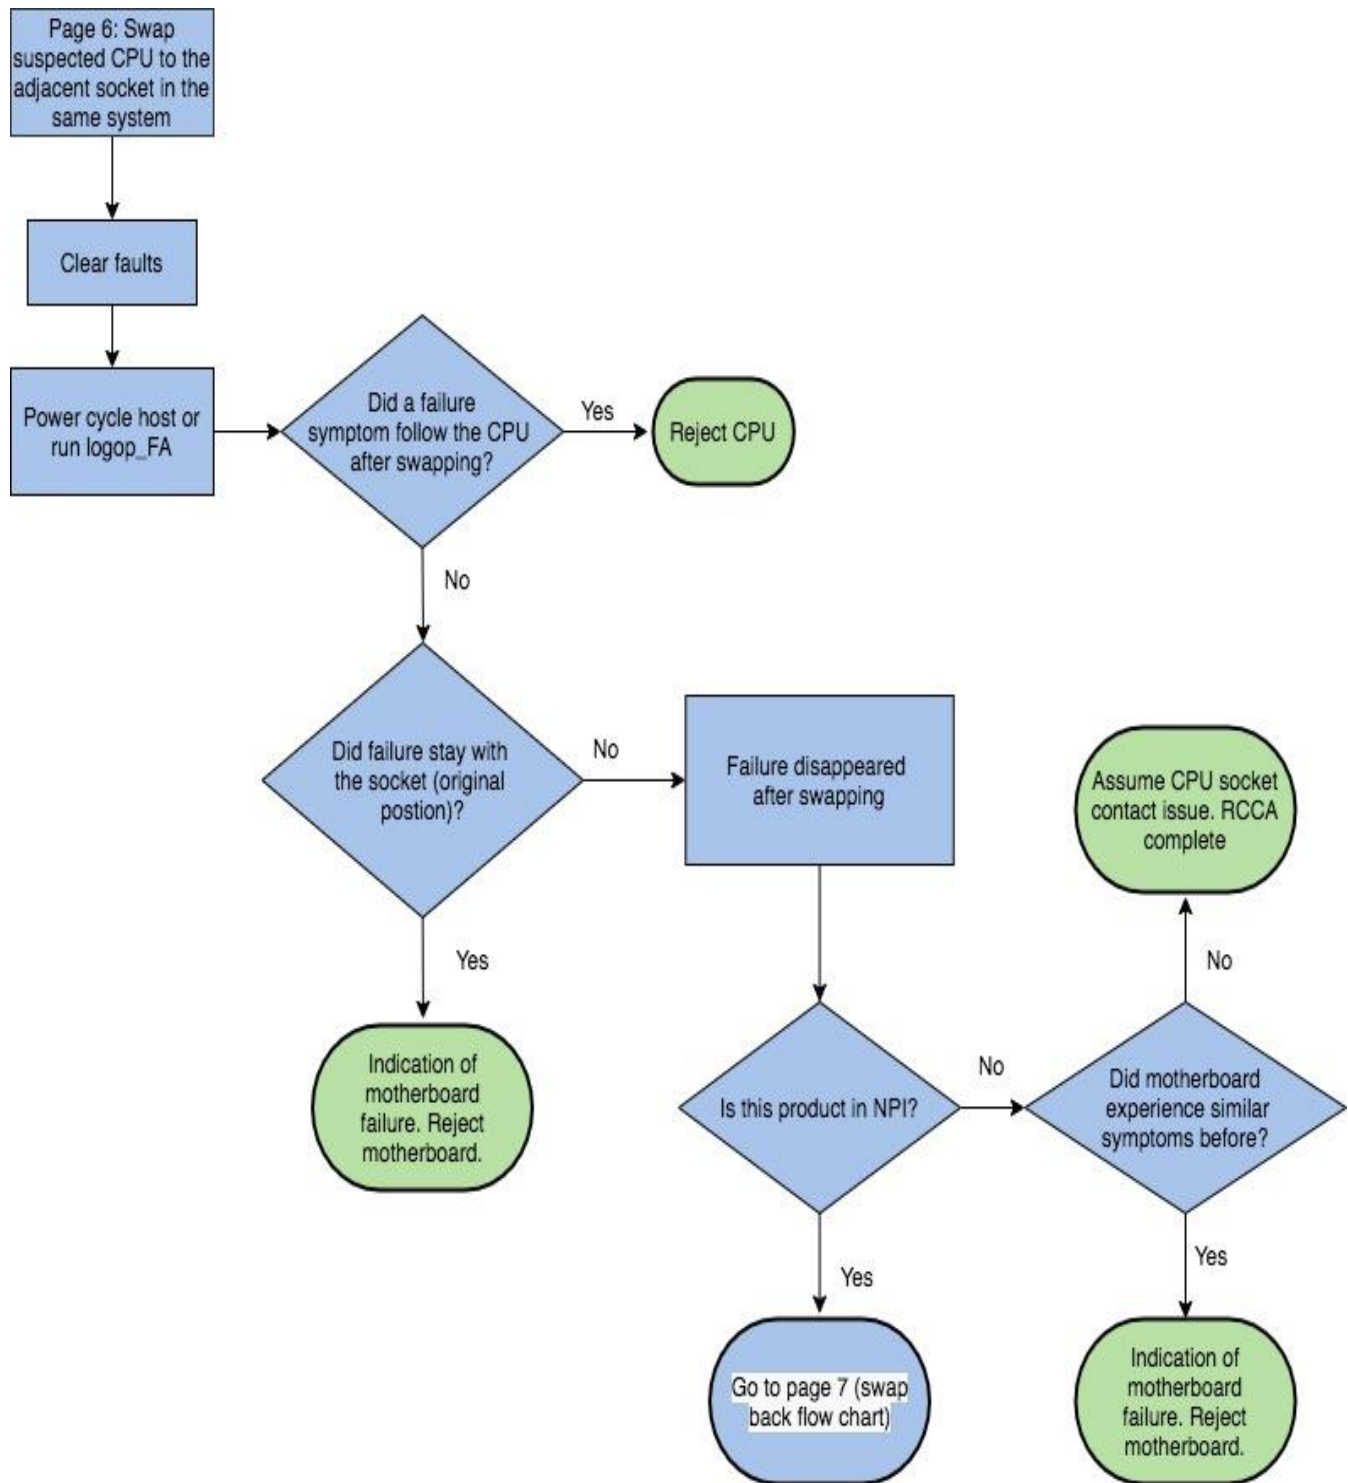 Page 6: Swap
suspected CPU to the
adjacent socket in the
same system
Clear faults
Power cycle host or
run logop_FA
Did a failure
symptom follow the CPU
after swapping?
Yes
Reject CPU
No
Did failure stay with
the socket (original
postion)?
No
Failure disappeared
after swapping
Yes
Indication of
motherboard
failure. Reject
motherboard.
Is this product in NPI?
No
Did motherboard
experience similar
symptoms before?
No
Assume CPU socket
contact issue. RCCA
complete
Yes
Go to page 7 (swap
back flow chart)
Yes
Indication of
motherboard
failure. Reject
motherboard.